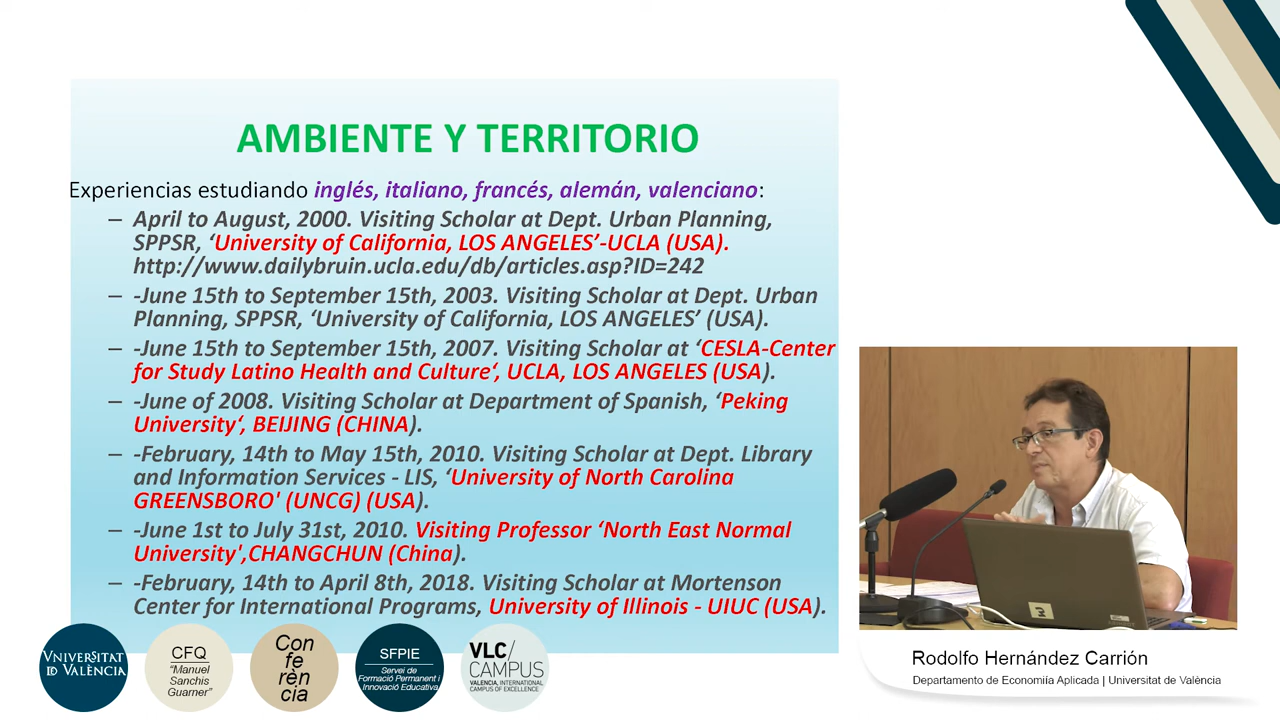 AMBIENTE Y TERRITORIO
Experiencias estudiando inglés, italiano, francés, alemán, valenciano:
– April to August, 2000. Visiting Scholar at Dept. Urban Planning,
SPPSR, ‘University of California, LOS ANGELES’-UCLA (USA).
http://www.dailybruin.ucla.edu/db/articles.asp?ID=242
– -June 15th to September 15th, 2003. Visiting Scholar at Dept. Urban
Planning, SPPSR, ‘University of California, LOS ANGELES’ (USA).
– -June 15th to September 15th, 2007. Visiting Scholar at ‘CESLA-Center
for Study Latino Health and Culture‘, UCLA, LOS ANGELES (USA).
– -June of 2008. Visiting Scholar at Department of Spanish, ‘Peking
University‘, BEIJING (CHINA).
– -February, 14th to May 15th, 2010. Visiting Scholar at Dept. Library
and Information Services - LIS, ‘University of North Carolina
GREENSBORO' (UNCG) (USA).
– -June 1st to July 31st, 2010. Visiting Professor ‘North East Normal
University',CHANGCHUN (China).
– -February, 14th to April 8th, 2018. Visiting Scholar at Mortenson
Center for International Programs, University of Illinois - UIUC (USA).
VNIVERSITAT
D VALÈNCIA
CFQ
“Manuel
Sanchis
Guarner”
Con
fe
rèn
cia
SFPIE
Servei de
Formació Permanent i
Innovació Educativa
VLC/
CAMPUS
VALENCIA, INTERNATIONAL
CAMPUS OF EXCELLENCE
Rodolfo Hernández Carrión
Departamento de Economiía Aplicada | Universitat de València